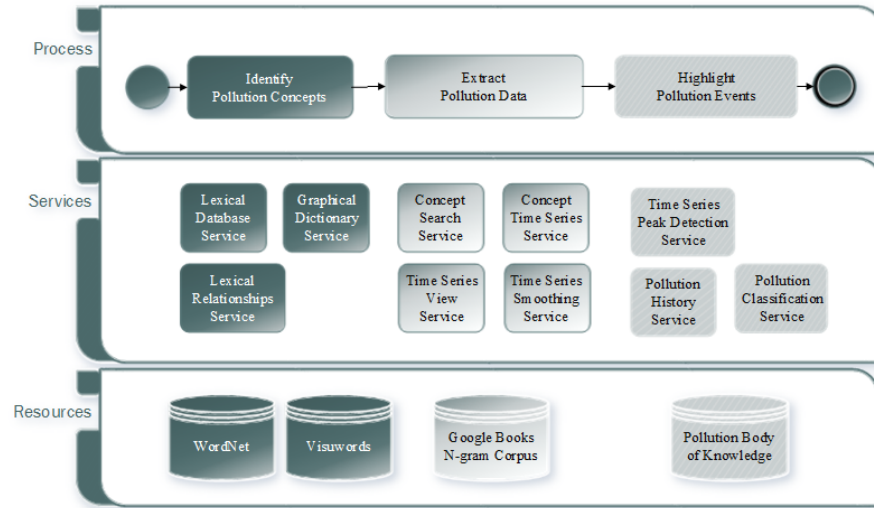 Process
Identify
Pollution Concepts
Extract
Pollution Data
Highlight
Pollution Events
Services
Lexical
Database
Service
Graphical
Dictionary
Service
Concept
Search
Service
Concept
Time Series
Service
Time Series
Peak Detection
Service
Lexical
Relationships
Service
Time Series
View
Service
Time Series
Smoothing
Service
Pollution
History
Service
Pollution
Classification
Service
Resources
WordNet
Visuwords
Google Books
N-gram Corpus
Pollution Body
of Knowledge